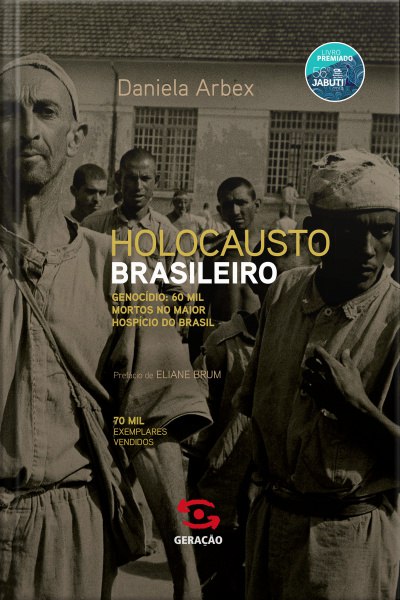 LIVRO
PREMIADO
56º
JABUTI
Daniela Arbex
HOLOCAUSTO
BRASILEIRO
GENOCÍDIO: 60 MIL
MORTOS NO MAIOR
HOSPÍCIO DO BRASIL
Prefácio de ELIANE BRUM
70 MIL
EXEMPLARES
VENDIDOS
GERAÇÃO